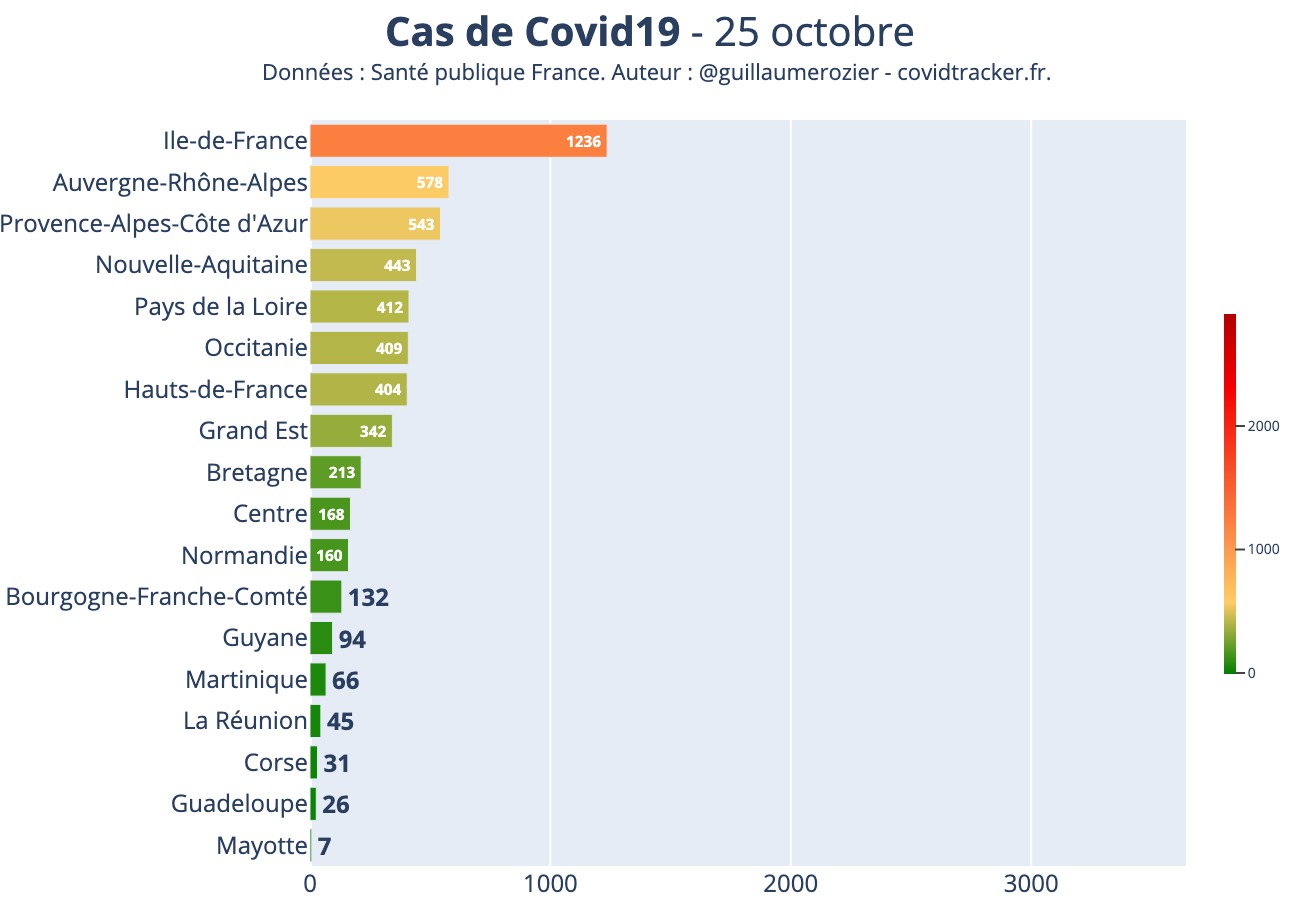 Cas de Covid19 - 25 octobre
Données : Santé publique France. Auteur : @guillaumerozier - covidtracker.fr.
Ile-de-France 1236
Auvergne-Rhône-Alpes 578
Provence-Alpes-Côte d'Azur 543
Nouvelle-Aquitaine 443
Pays de la Loire 412
Occitanie 409
Hauts-de-France 404
Grand Est 342
Bretagne 213
Centre 168
Normandie 160
Bourgogne-Franche-Comté 132
Guyane 94
Martinique 66
La Réunion 45
Corse 31
Guadeloupe 26
Mayotte 7
0 1000 2000 3000
2000
1000
0